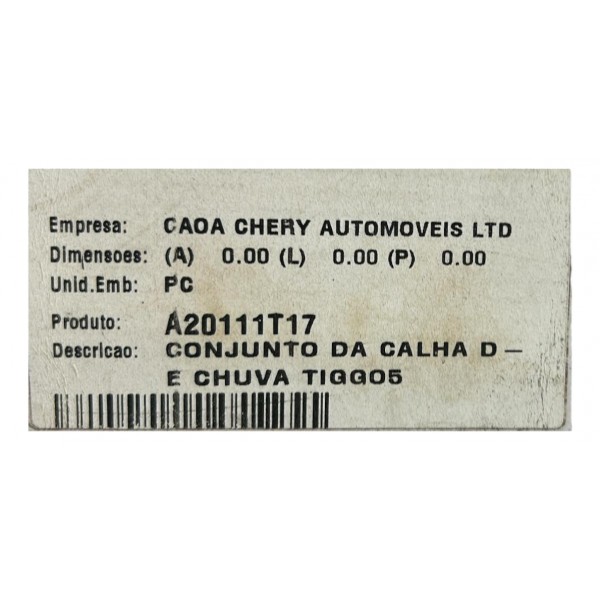 Empresa: CAOA CHERY AUTOMOVEIS LTD
Dimensoes: (A) 0.00 (L) 0.00 (P) 0.00
Unid.Emb: PC
Produto: A20111T17
Descricao: CONJUNTO DA CALHA D-
E CHUVA TIGGO5